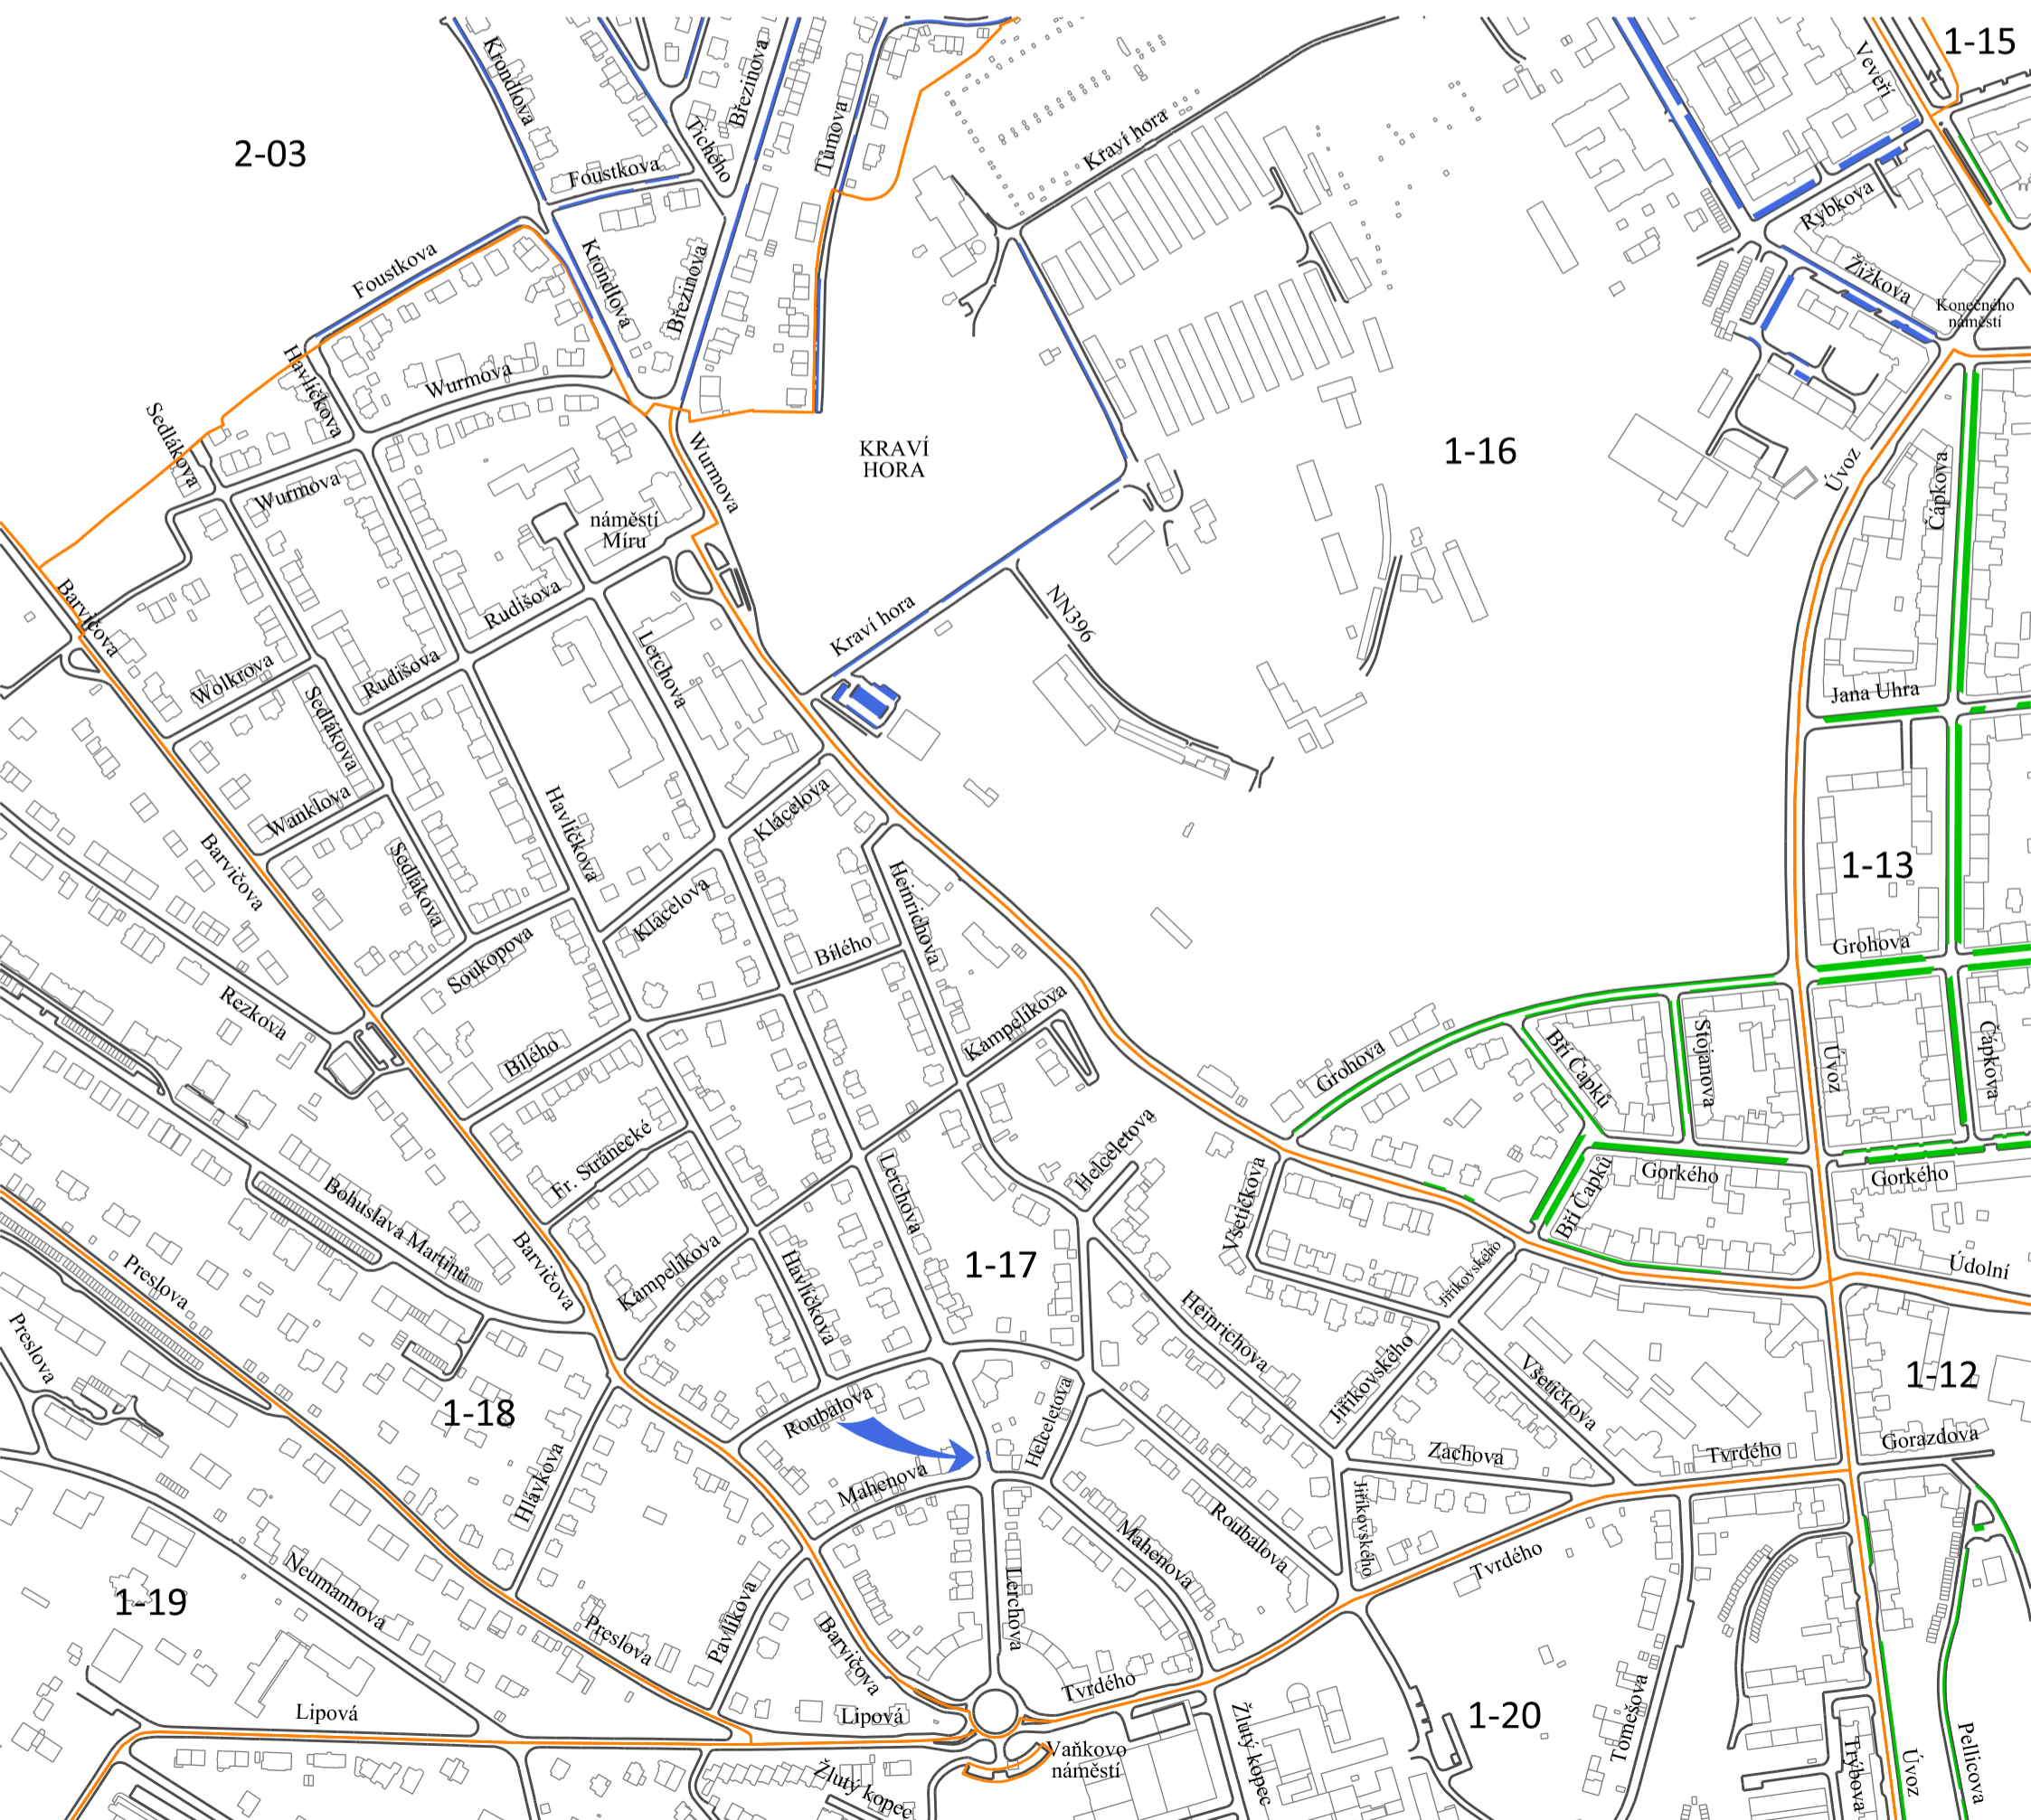 1-15
Veveří
Krondlova
Březinova
Tichého
Tůmova
Kraví hora
2-03
Foustkova
Rybkova
Foustkova
Krondlova
Březinova
Žižkova
Konečného
náměstí
Havlíčkova
Wurmova
Sedlákova
Wurmova
KRAVÍ
HORA
1-16
Úvoz
Čápkova
Wurmova
náměstí
Míru
Barvičova
Rudišova
Kraví hora
NN396
Lerchova
Wolkrova
Rudišova
Sedlákova
Jana Uhra
Wanklova
Havlíčkova
Klácelova
Barvičova
Sedlákova
Klácelova
Heinrichova
1-13
Bílého
Grohova
Soukopova
Rezkova
Kampelíkova
Bílého
Grohova
Bří Čapků
Stojanova
Úvoz
Čápkova
Fr. Stránecké
Helceletova
Lerchova
Všetičkova
Bří Čapků
Gorkého
Gorkého
Bohuslava Martinů
Barvičova
Kampelíkova
Havlíčkova
1-17
Jiříkovského
Údolní
Preslova
Preslova
Heinrichova
Jiříkovského
Všetičkova
1-12
1-18
Roubalova
Helceletova
Zachova
Tvrdého
Gorazdova
Hlávkova
Mahenova
Mahenova
Roubalova
Jiříkovského
Tvrdého
1-19
Neumannova
Preslova
Pavlíkova
Barvičova
Lerchova
Tvrdého
Lipová
Lipová
Vaňkovo
náměstí
Žlutý kopec
Žlutý kopec
1-20
Tomešova
Trýbova
Úvoz
Pellicova